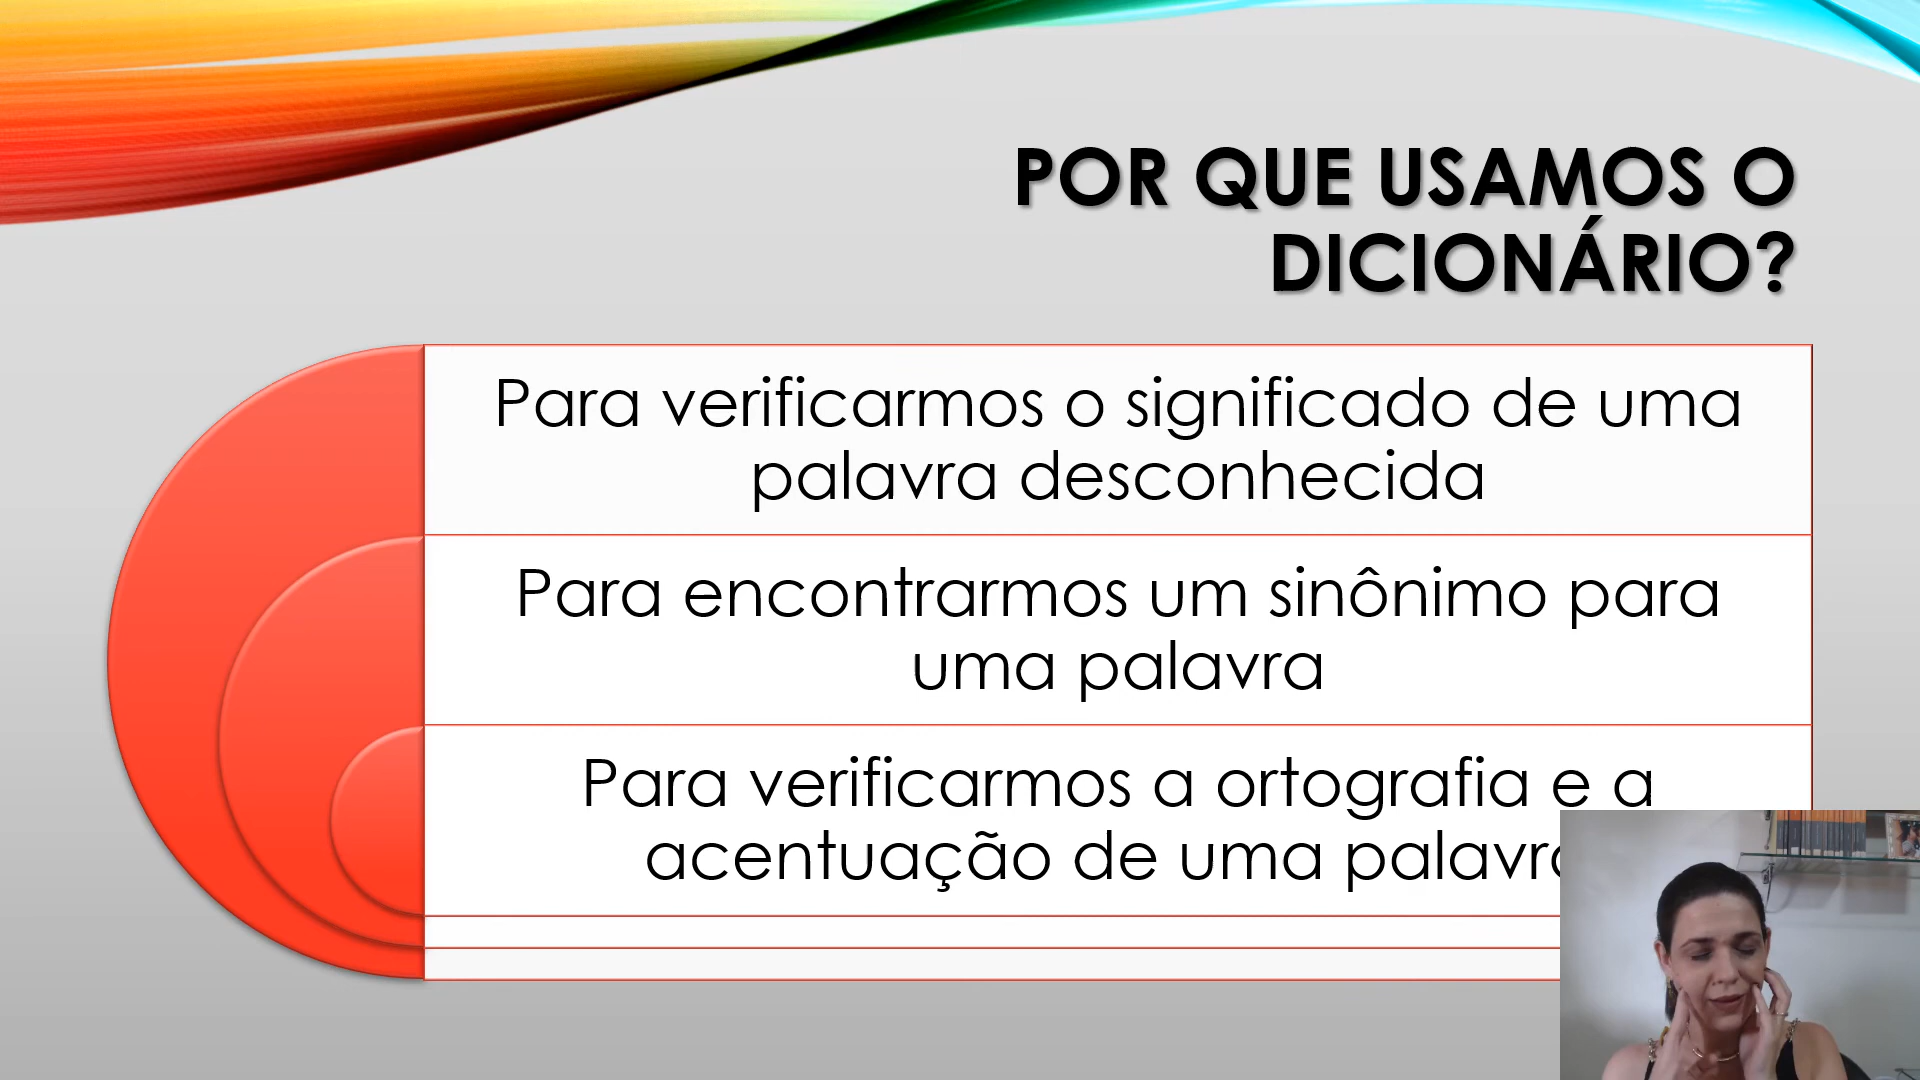 POR QUE USAMOS O
DICIONÁRIO?
Para verificarmos o significado de uma
palavra desconhecida
Para encontrarmos um sinônimo para
uma palavra
Para verificarmos a ortografia e a
acentuação de uma palavra